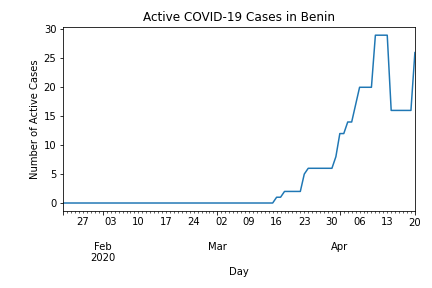 Active COVID-19 Cases in Benin
30
25
20
15
10
5
0
Number of Active Cases
27 03 10 17 24 02 09 16 23 30 06 13 20
Feb Mar Apr
2020
Day